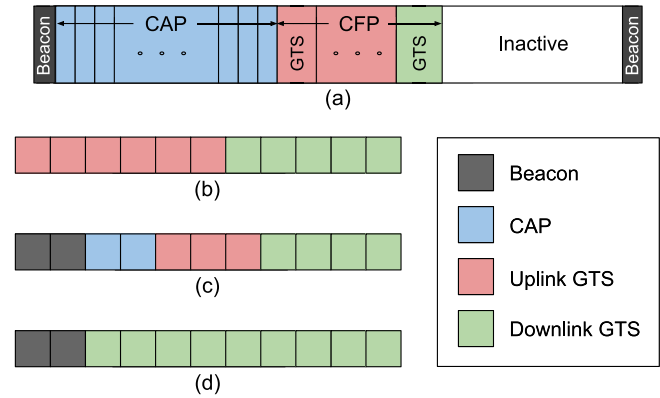 Beacon
CAP
GTS
CFP
GTS
Inactive
Beacon
(a)
(b)
(c)
(d)
Beacon
CAP
Uplink GTS
Downlink GTS